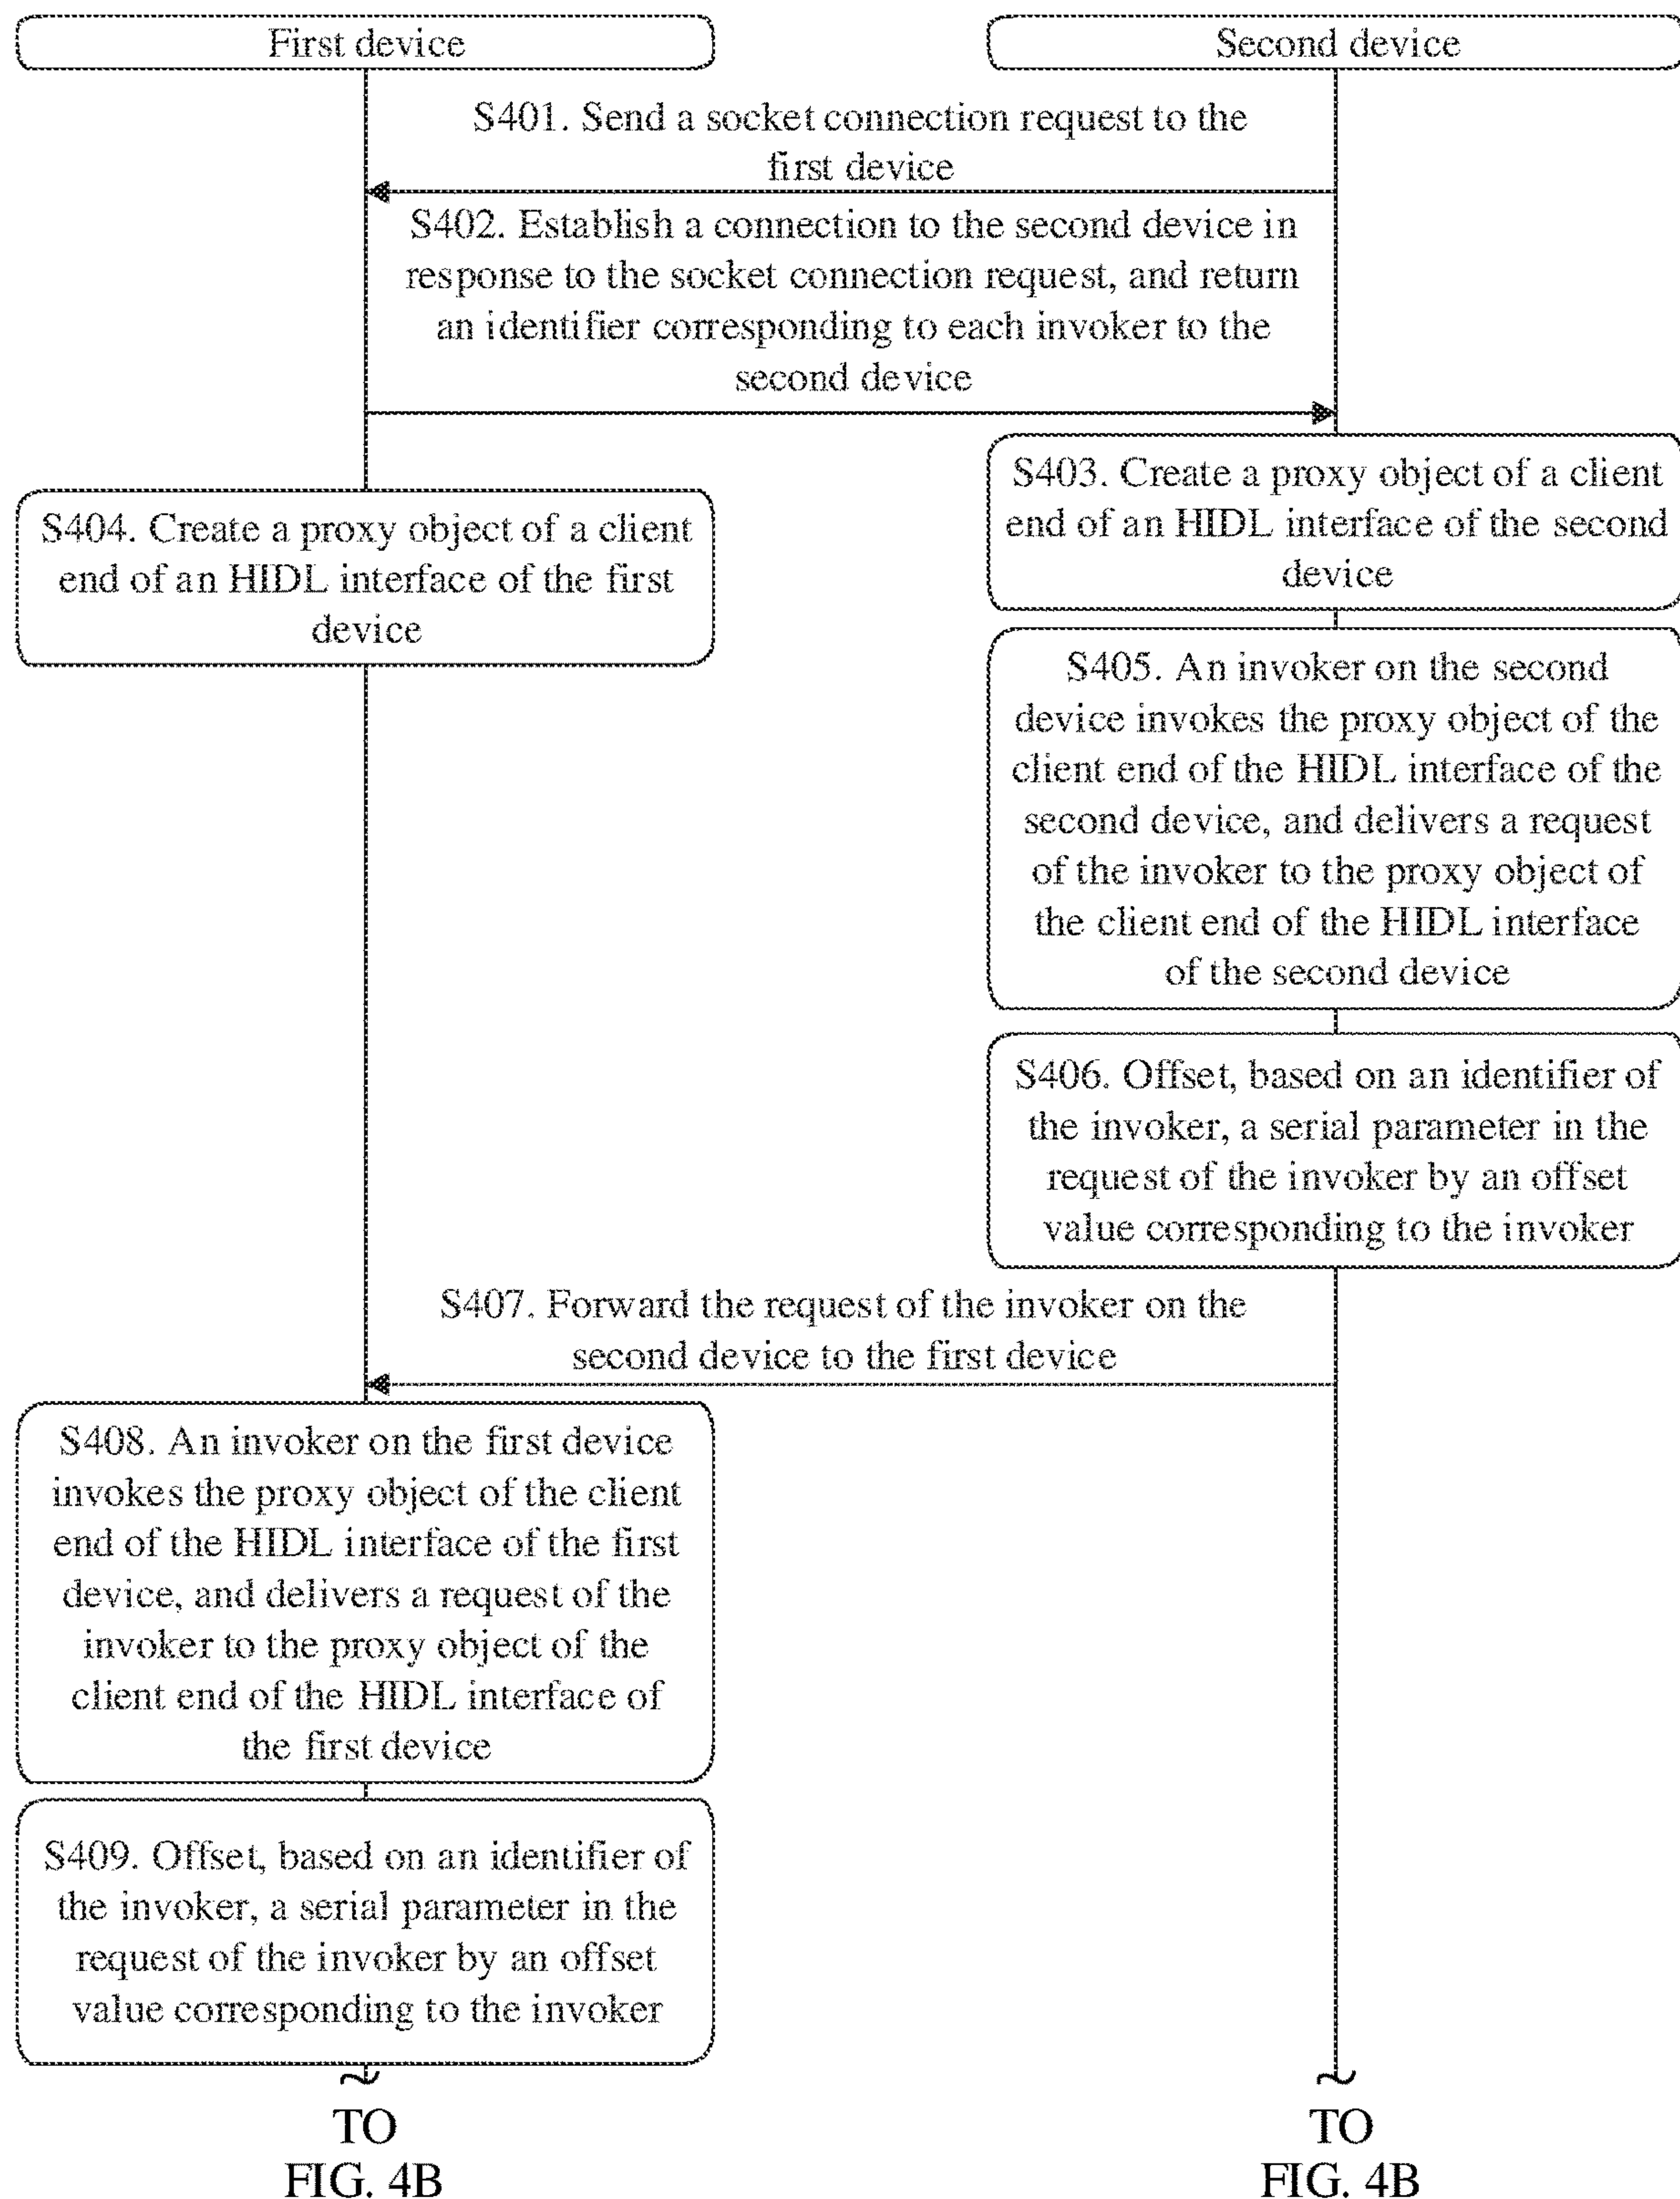 First device
Second device
S401. Send a socket connection request to the
first device
S402. Establish a connection to the second device in
response to the socket connection request, and return
an identifier corresponding to each invoker to the
second device
S403. Create a proxy object of a client
end of an HIDL interface of the second
device
S404. Create a proxy object of a client
end of an HIDL interface of the first
device
S405. An invoker on the second
device invokes the proxy object of the
client end of the HIDL interface of the
second device, and delivers a request
of the invoker to the proxy object of
the client end of the HIDL interface
of the second device
S406. Offset, based on an identifier of
the invoker, a serial parameter in the
request of the invoker by an offset
value corresponding to the invoker
S407. Forward the request of the invoker on the
second device to the first device
S408. An invoker on the first device
invokes the proxy object of the client
end of the HIDL interface of the first
device, and delivers a request of the
invoker to the proxy object of the
client end of the HIDL interface of
the first device
S409. Offset, based on an identifier of
the invoker, a serial parameter in the
request of the invoker by an offset
value corresponding to the invoker
TO
FIG. 4B
TO
FIG. 4B